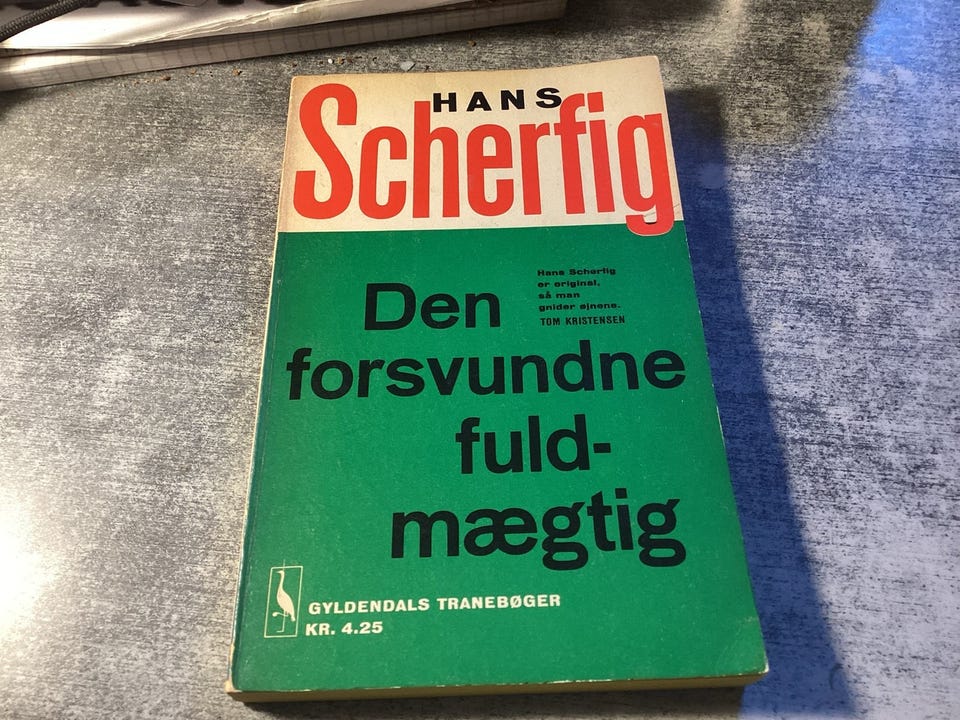 HANS
Scherfig
Hans Scherfig
er original,
så man
gnider øjnene.
TOM KRISTENSEN
Den
forsvundne
fuld-
mægtig
GYLDENDALS TRANEBØGER
KR. 4.25